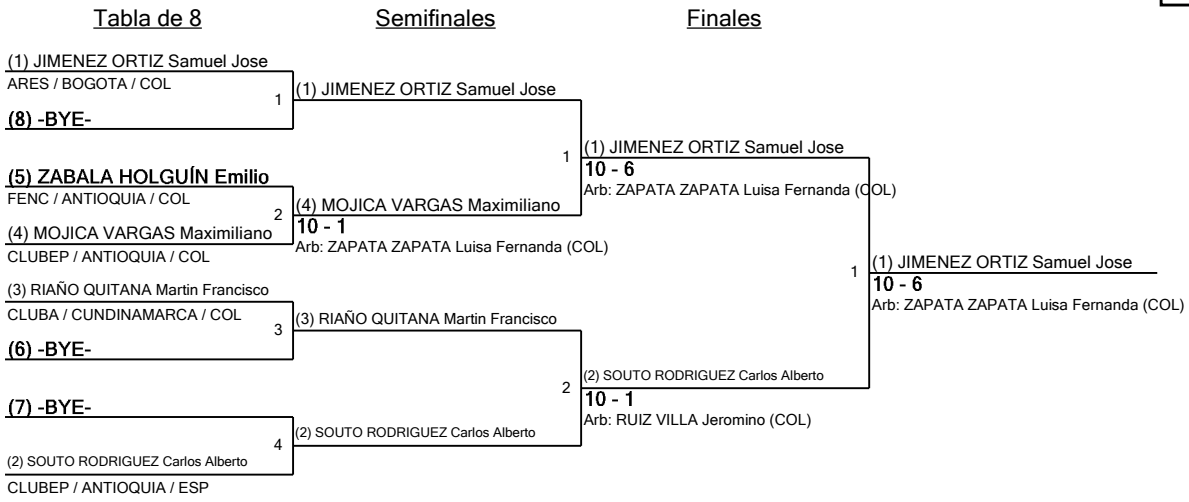 Tabla de 8
Semifinales
Finales
(1) JIMENEZ ORTIZ Samuel Jose
ARES / BOGOTA / COL
1
(8) -BYE-
(5) ZABALA HOLGUÍN Emilio
FENC / ANTIOQUIA / COL
2
(4) MOJICA VARGAS Maximiliano
CLUBEP / ANTIOQUIA / COL
(3) RIAÑO QUITANA Martin Francisco
CLUBA / CUNDINAMARCA / COL
3
(6) -BYE-
(7) -BYE-
4
(2) SOUTO RODRIGUEZ Carlos Alberto
CLUBEP / ANTIOQUIA / ESP
(1) JIMENEZ ORTIZ Samuel Jose
1
(4) MOJICA VARGAS Maximiliano
10 - 1
Arb: ZAPATA ZAPATA Luisa Fernanda (COL)
(3) RIAÑO QUITANA Martin Francisco
2
(2) SOUTO RODRIGUEZ Carlos Alberto
(1) JIMENEZ ORTIZ Samuel Jose
10 - 6
Arb: ZAPATA ZAPATA Luisa Fernanda (COL)
1
(2) SOUTO RODRIGUEZ Carlos Alberto
10 - 1
Arb: RUIZ VILLA Jeromino (COL)
(1) JIMENEZ ORTIZ Samuel Jose
10 - 6
Arb: ZAPATA ZAPATA Luisa Fernanda (COL)